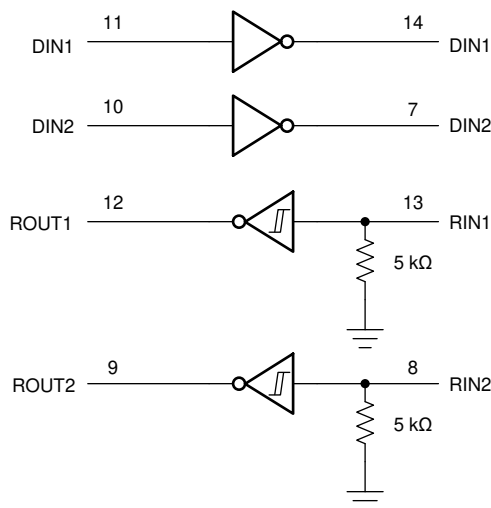 11 14
DIN1 DIN1
10 7
DIN2 DIN2
12 13
ROUT1 RIN1
5 kΩ
9 8
ROUT2 RIN2
5 kΩ